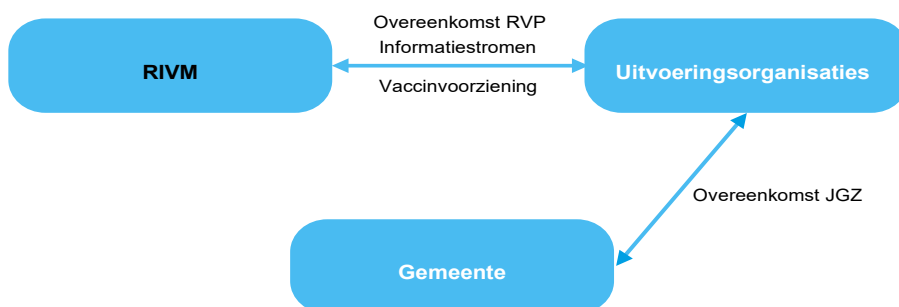 Overeenkomst RVP
Informatiestromen
RIVM
Uitvoeringsorganisaties
Vaccinvoorziening
Overeenkomst JGZ
Gemeente